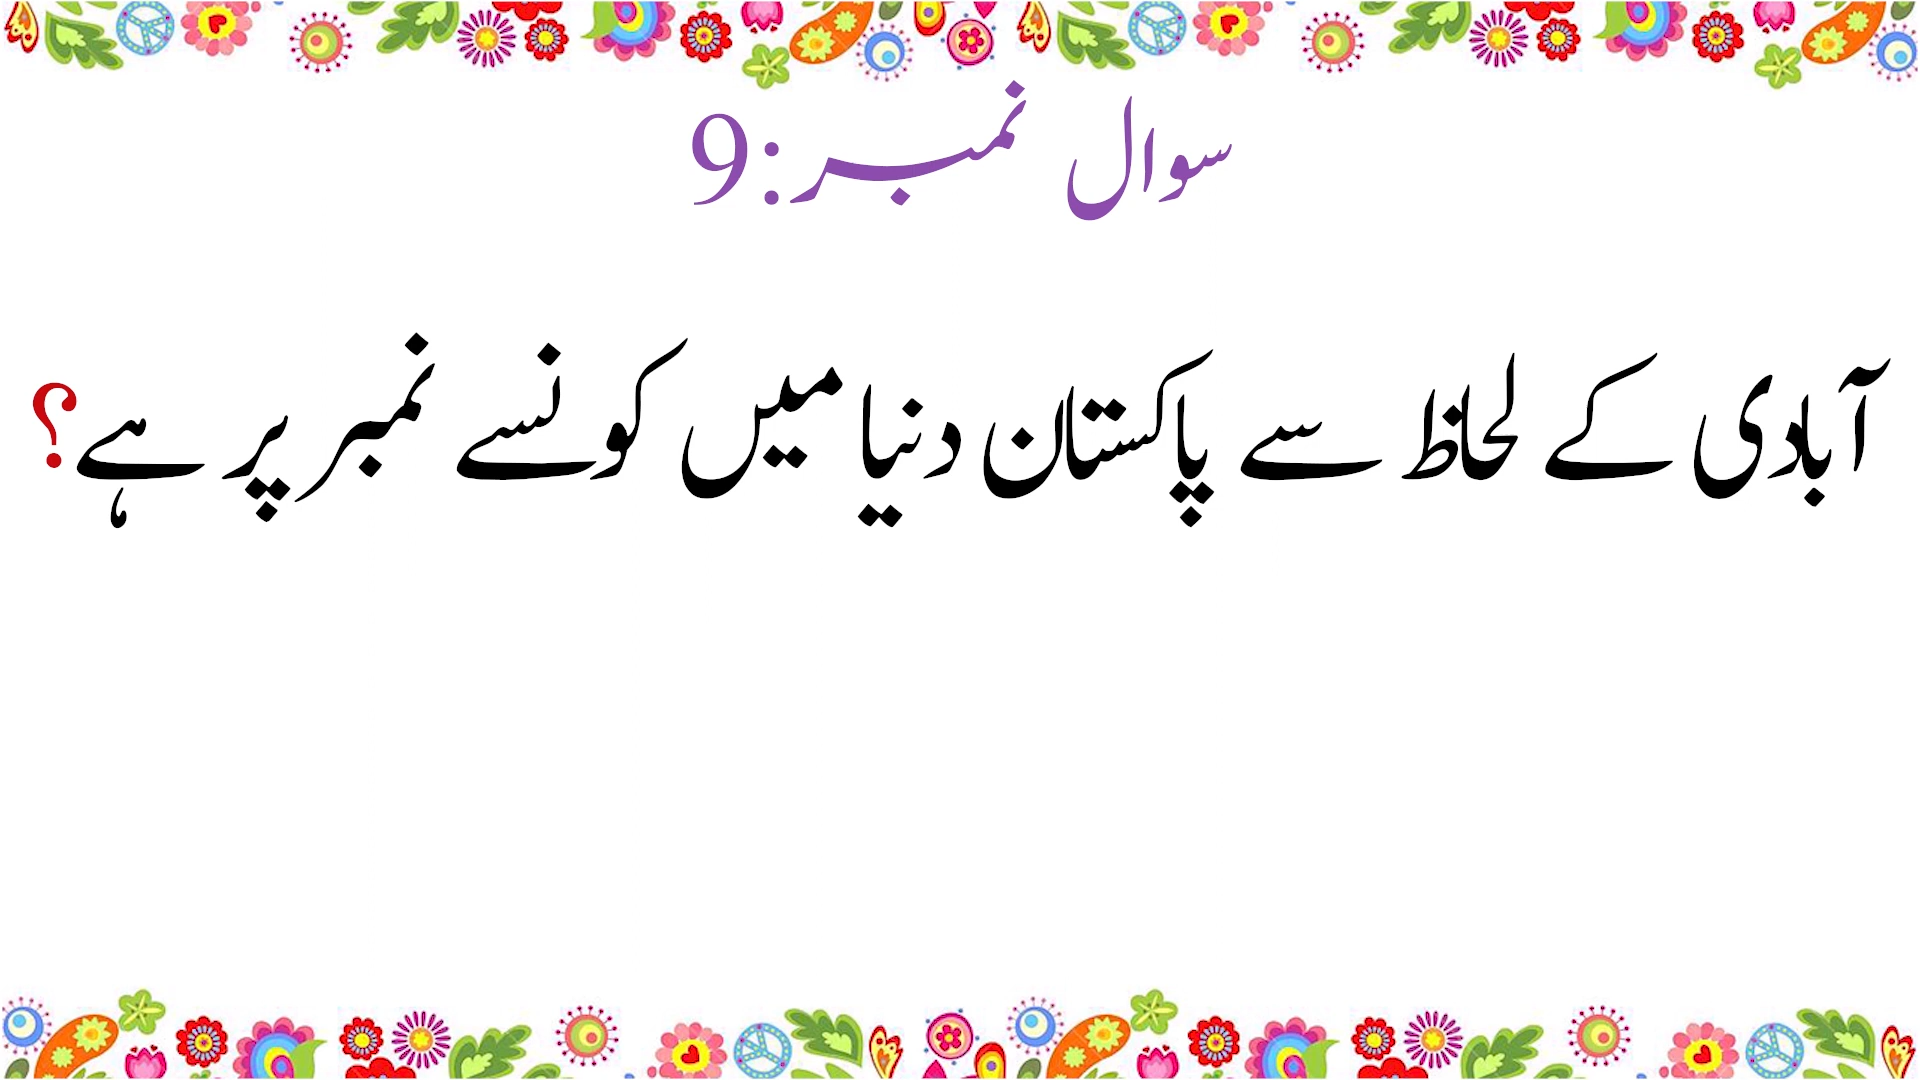 سوال نمبر:9
آبادی کے لحاظ سے پاکستان دنیا میں کونسے نمبر پر ہے؟